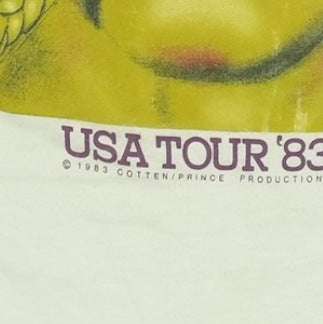 USA TOUR '83
© 1983 COTTEN/PRINCE PRODUCTION